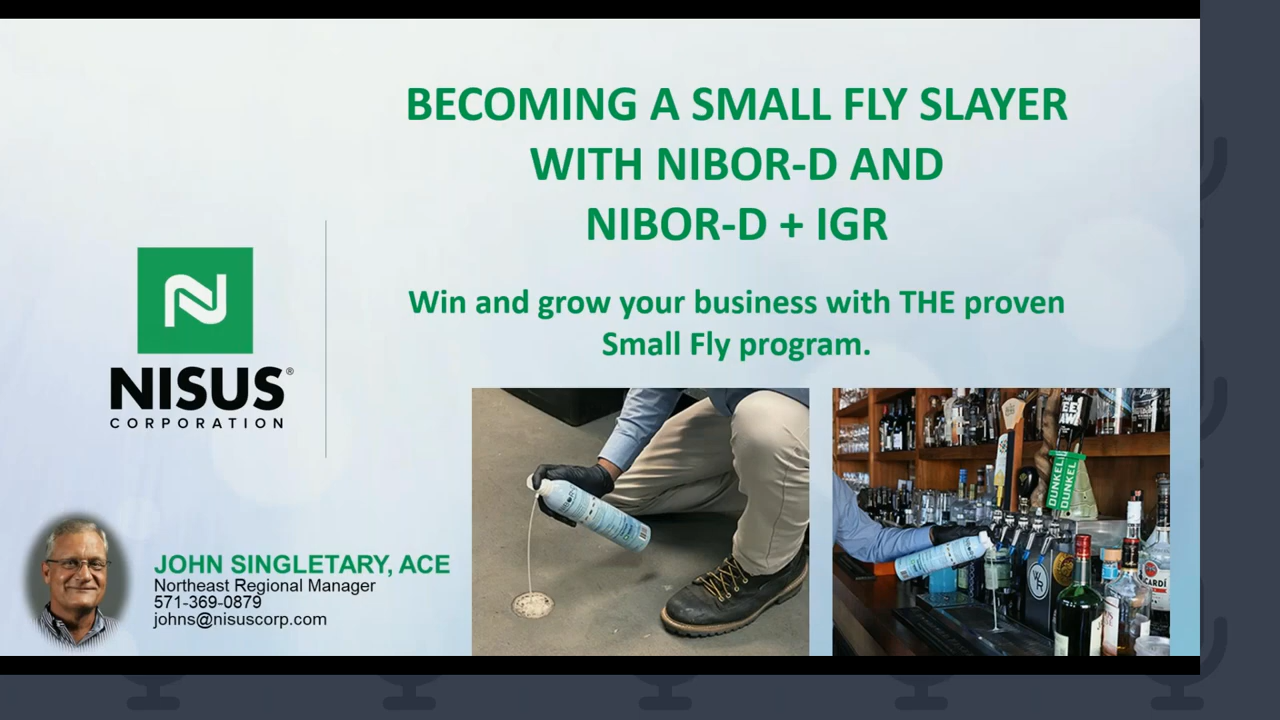 BECOMING A SMALL FLY SLAYER
WITH NIBOR-D AND
NIBOR-D + IGR
Win and grow your business with THE proven
Small Fly program.
N
NISUS®
CORPORATION
JOHN SINGLETARY, ACE
Northeast Regional Manager
571-369-0879
johns@nisuscorp.com
DUNKEL
DUNKEL